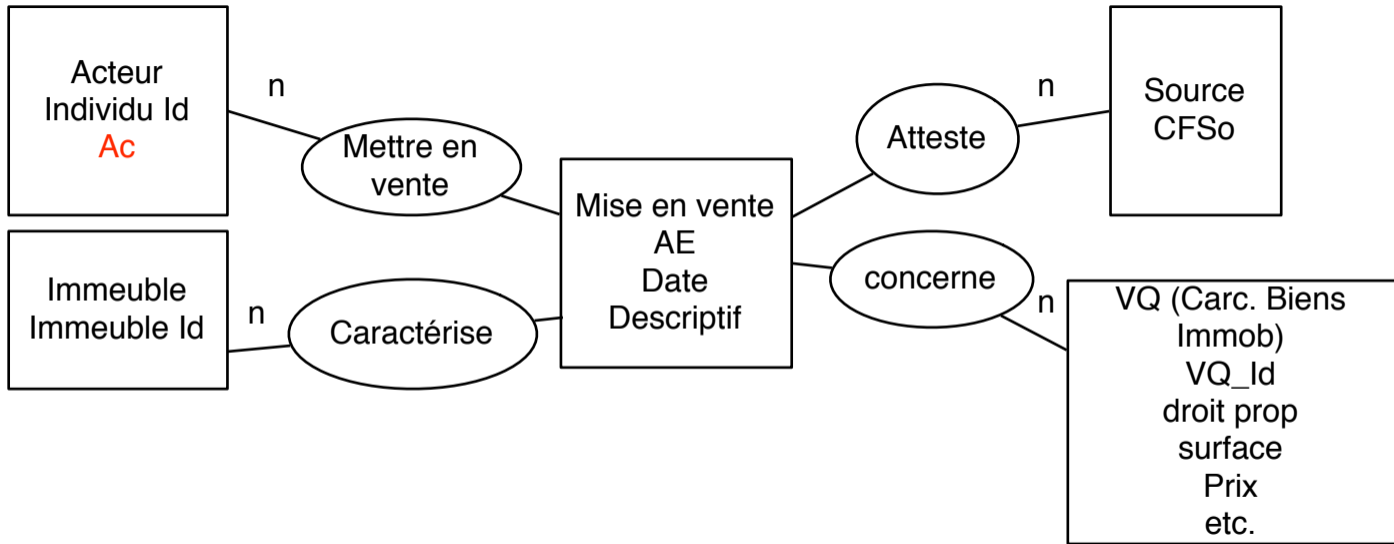 Acteur
Individu Id
Ac
n
Mettre en
vente
Immeuble
Immeuble Id
n
Caractérise
Mise en vente
AE
Date
Descriptif
Atteste
n
Source
CFSo
concerne
n
VQ (Carc. Biens
Immob)
VQ_Id
droit prop
surface
Prix
etc.